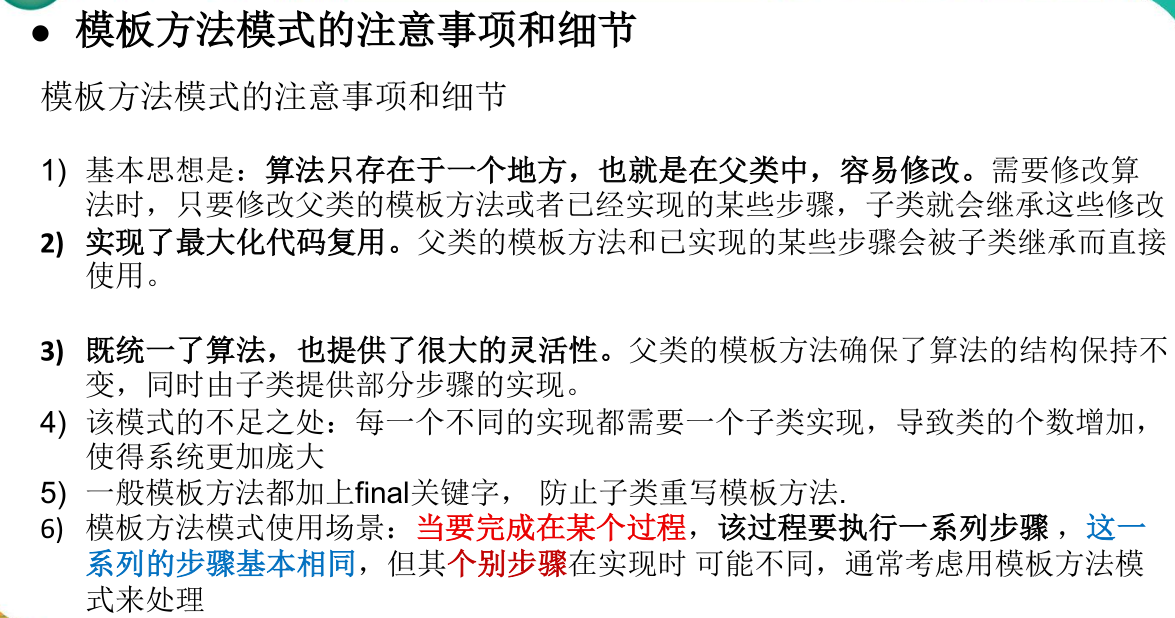 ● 模板方法模式的注意事项和细节
模板方法模式的注意事项和细节
1) 基本思想是：算法只存在于一个地方，也就是在父类中，容易修改。需要修改算
法时，只要修改父类的模板方法或者已经实现的某些步骤，子类就会继承这些修改
2) 实现了最大化代码复用。父类的模板方法和已实现的某些步骤会被子类继承而直接
使用。
3) 既统一了算法，也提供了很大的灵活性。父类的模板方法确保了算法的结构保持不
变，同时由子类提供部分步骤的实现。
4) 该模式的不足之处：每一个不同的实现都需要一个子类实现，导致类的个数增加，
使得系统更加庞大
5) 一般模板方法都加上final关键字， 防止子类重写模板方法.
6) 模板方法模式使用场景：当要完成在某个过程，该过程要执行一系列步骤 ，这一
系列的步骤基本相同，但其个别步骤在实现时 可能不同，通常考虑用模板方法模
式来处理